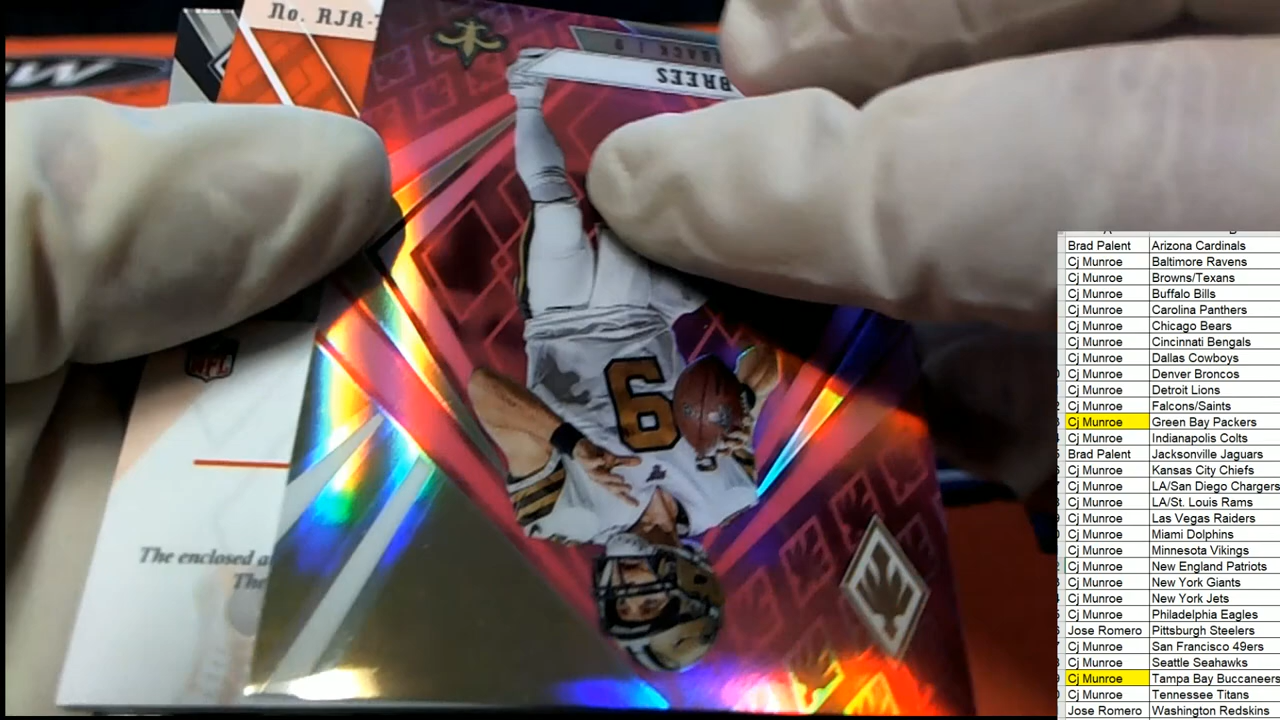 No. RJA-
BREES
9
NFL
The enclosed a
The
Brad Palent Arizona Cardinals
Cj Munroe Baltimore Ravens
Cj Munroe Browns/Texans
Cj Munroe Buffalo Bills
Cj Munroe Carolina Panthers
Cj Munroe Chicago Bears
Cj Munroe Cincinnati Bengals
Cj Munroe Dallas Cowboys
Cj Munroe Denver Broncos
Cj Munroe Detroit Lions
Cj Munroe Falcons/Saints
Cj Munroe Green Bay Packers
Cj Munroe Indianapolis Colts
Brad Palent Jacksonville Jaguars
Cj Munroe Kansas City Chiefs
Cj Munroe LA/San Diego Chargers
Cj Munroe LA/St. Louis Rams
Cj Munroe Las Vegas Raiders
Cj Munroe Miami Dolphins
Cj Munroe Minnesota Vikings
Cj Munroe New England Patriots
Cj Munroe New York Giants
Cj Munroe New York Jets
Cj Munroe Philadelphia Eagles
Jose Romero Pittsburgh Steelers
Cj Munroe San Francisco 49ers
Cj Munroe Seattle Seahawks
Cj Munroe Tampa Bay Buccaneers
Cj Munroe Tennessee Titans
Jose Romero Washington Redskins